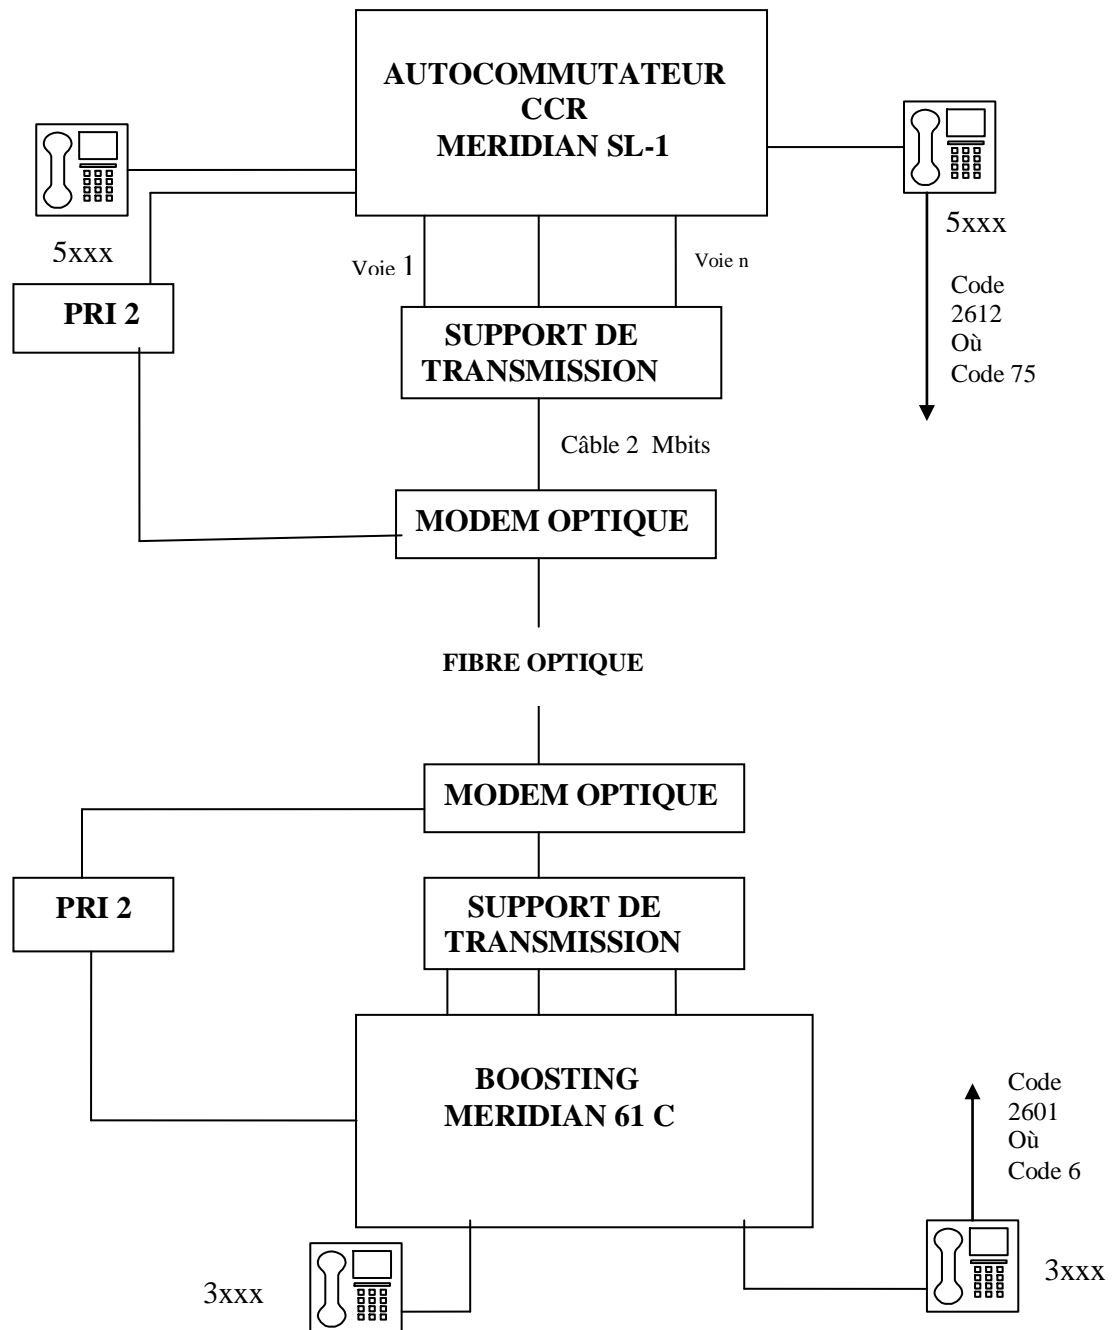 AUTOCOMMUTATEUR
CCR
MERIDIAN SL-1
5xxx
5xxx
Voie 1
Voie n
PRI 2
SUPPORT DE
TRANSMISSION
Code
2612
Où
Code 75
Câble 2 Mbits
MODEM OPTIQUE
FIBRE OPTIQUE
MODEM OPTIQUE
PRI 2
SUPPORT DE
TRANSMISSION
BOOSTING
MERIDIAN 61 C
Code
2601
Où
Code 6
3xxx
3xxx